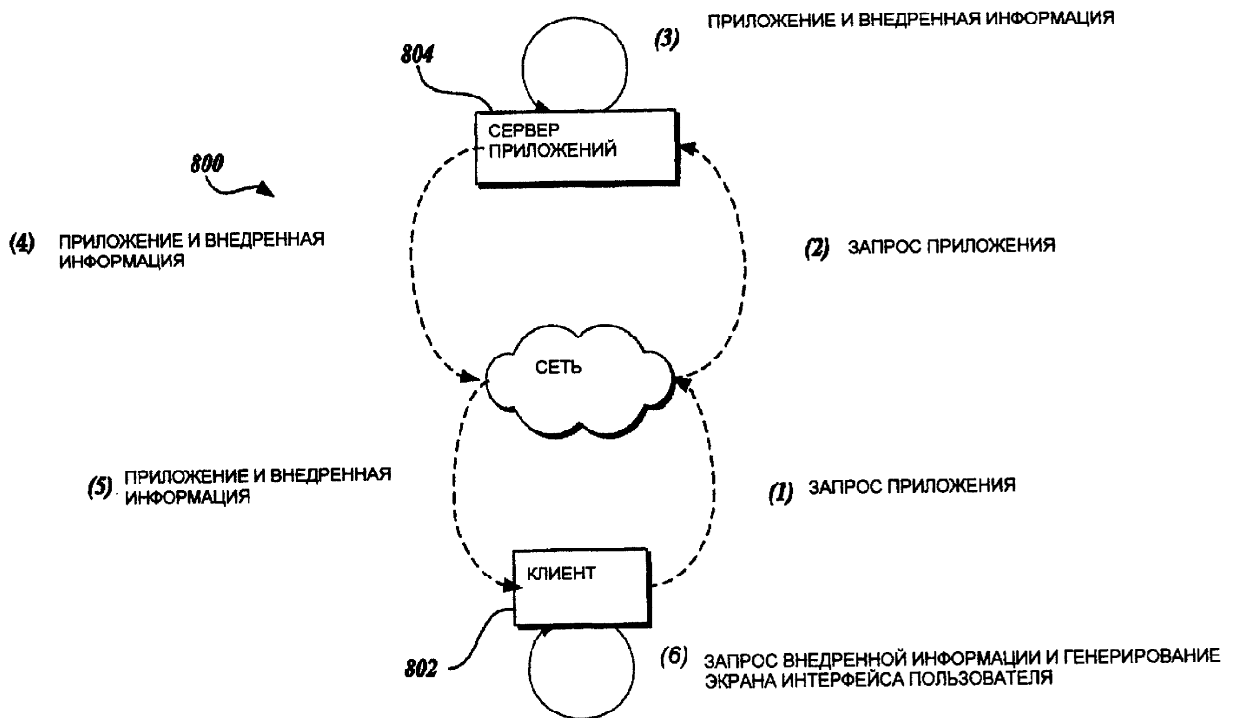 (3) ПРИЛОЖЕНИЕ И ВНЕДРЕННАЯ ИНФОРМАЦИЯ
804
СЕРВЕР
ПРИЛОЖЕНИЙ
800
(4) ПРИЛОЖЕНИЕ И ВНЕДРЕННАЯ
ИНФОРМАЦИЯ
(2) ЗАПРОС ПРИЛОЖЕНИЯ
СЕТЬ
(5) ПРИЛОЖЕНИЕ И ВНЕДРЕННАЯ
ИНФОРМАЦИЯ
(1) ЗАПРОС ПРИЛОЖЕНИЯ
КЛИЕНТ
802
(6) ЗАПРОС ВНЕДРЕННОЙ ИНФОРМАЦИИ И ГЕНЕРИРОВАНИЕ
ЭКРАНА ИНТЕРФЕЙСА ПОЛЬЗОВАТЕЛЯ